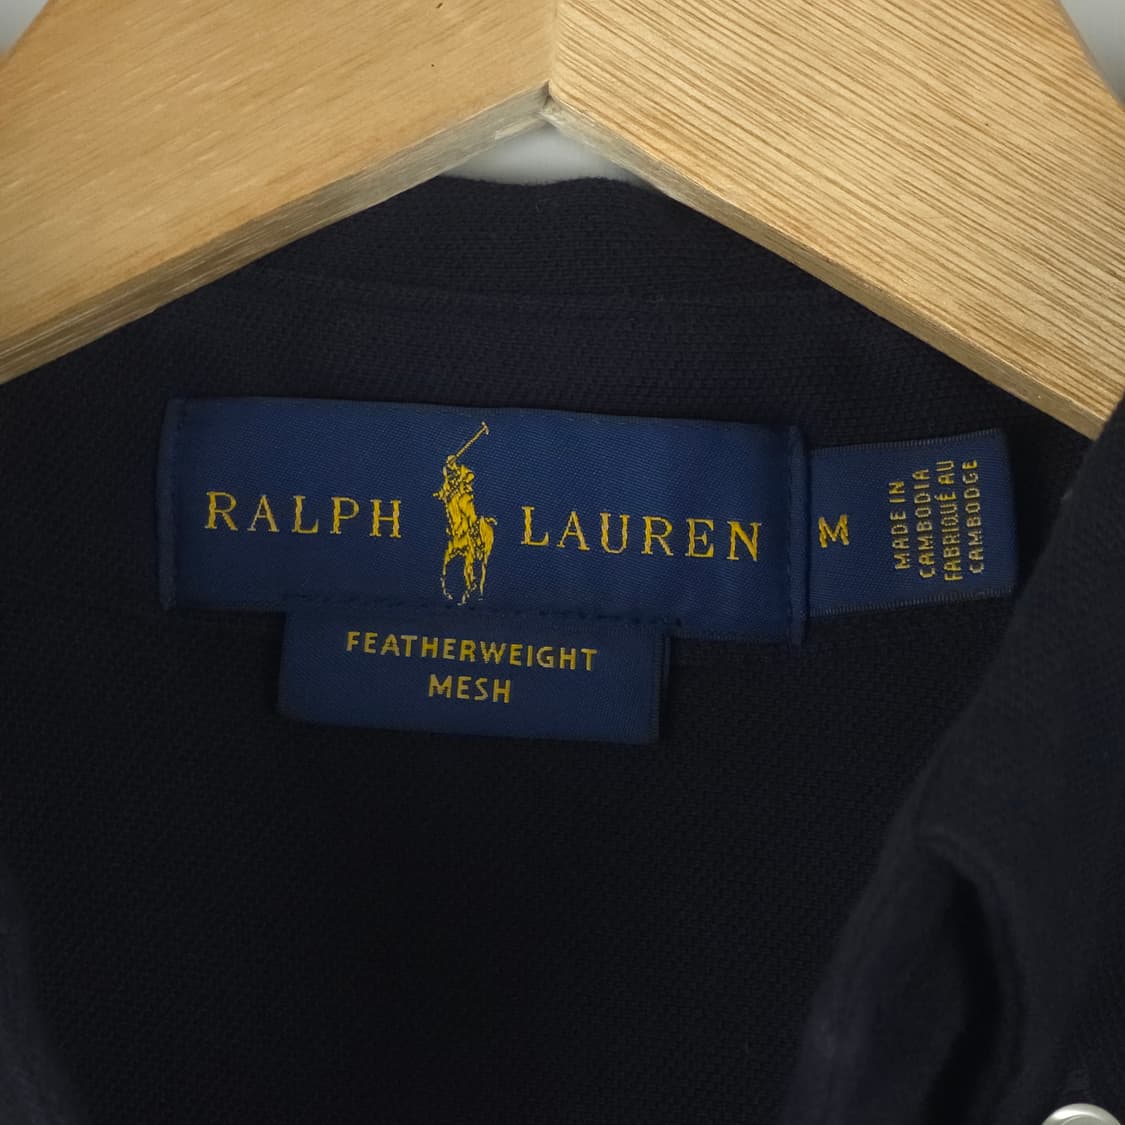 RALPH LAUREN
M
MADE IN
CAMBODIA
FABRIQUÉ AU
CAMBODGE
FEATHERWEIGHT
MESH